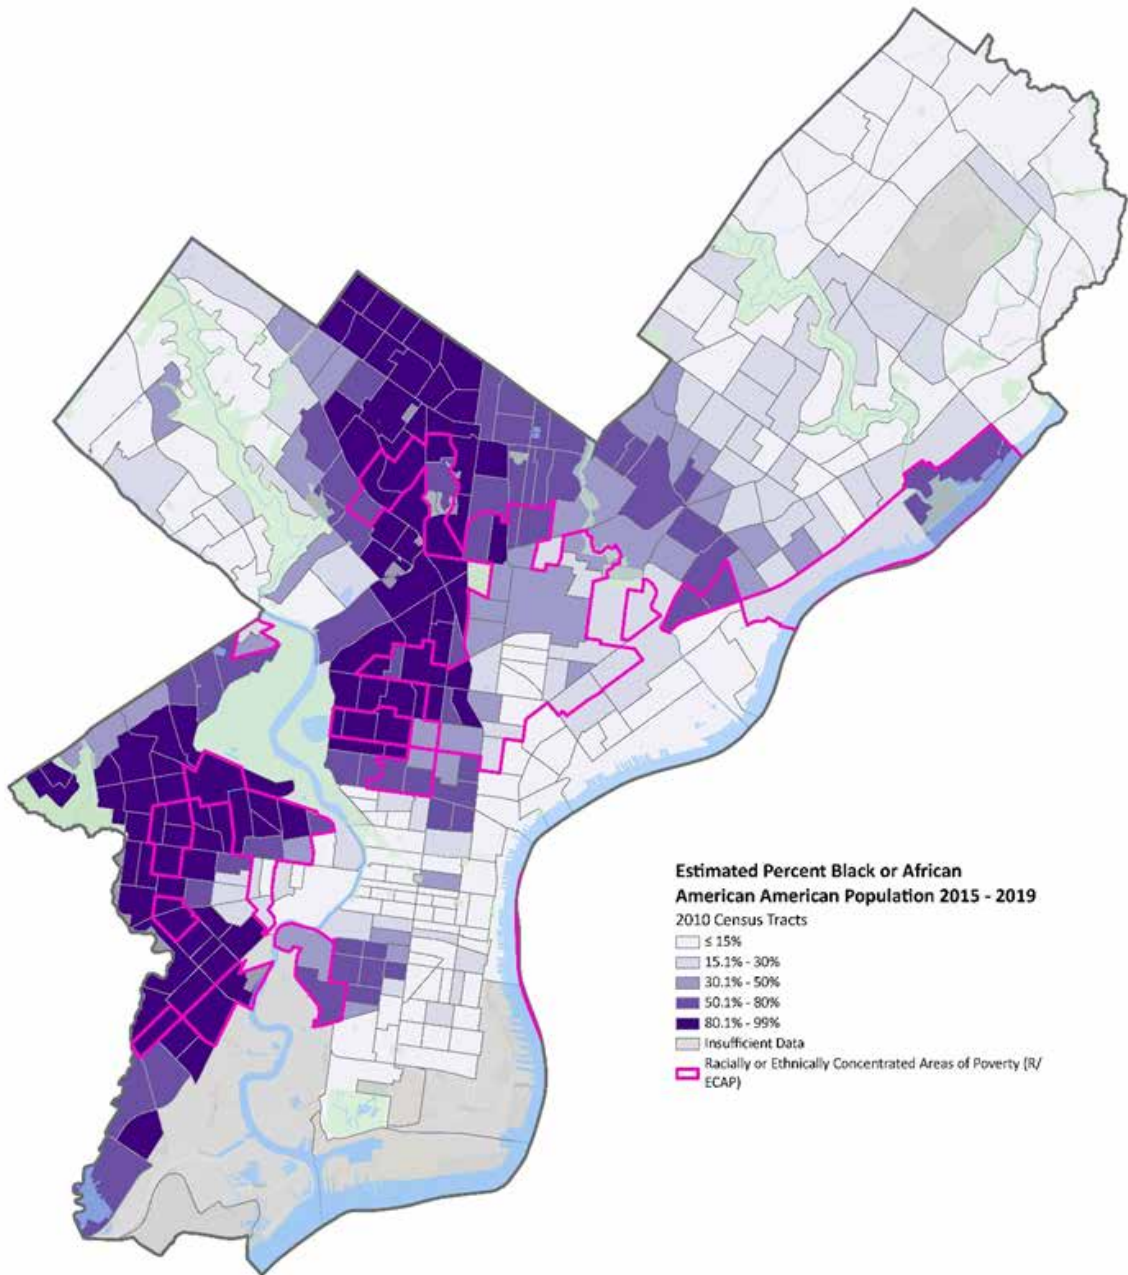 Estimated Percent Black or African
American American Population 2015 - 2019
2010 Census Tracts
≤ 15%
15.1% - 30%
30.1% - 50%
50.1% - 80%
80.1% - 99%
Insufficient Data
Racially or Ethnically Concentrated Areas of Poverty (R/
ECAP)